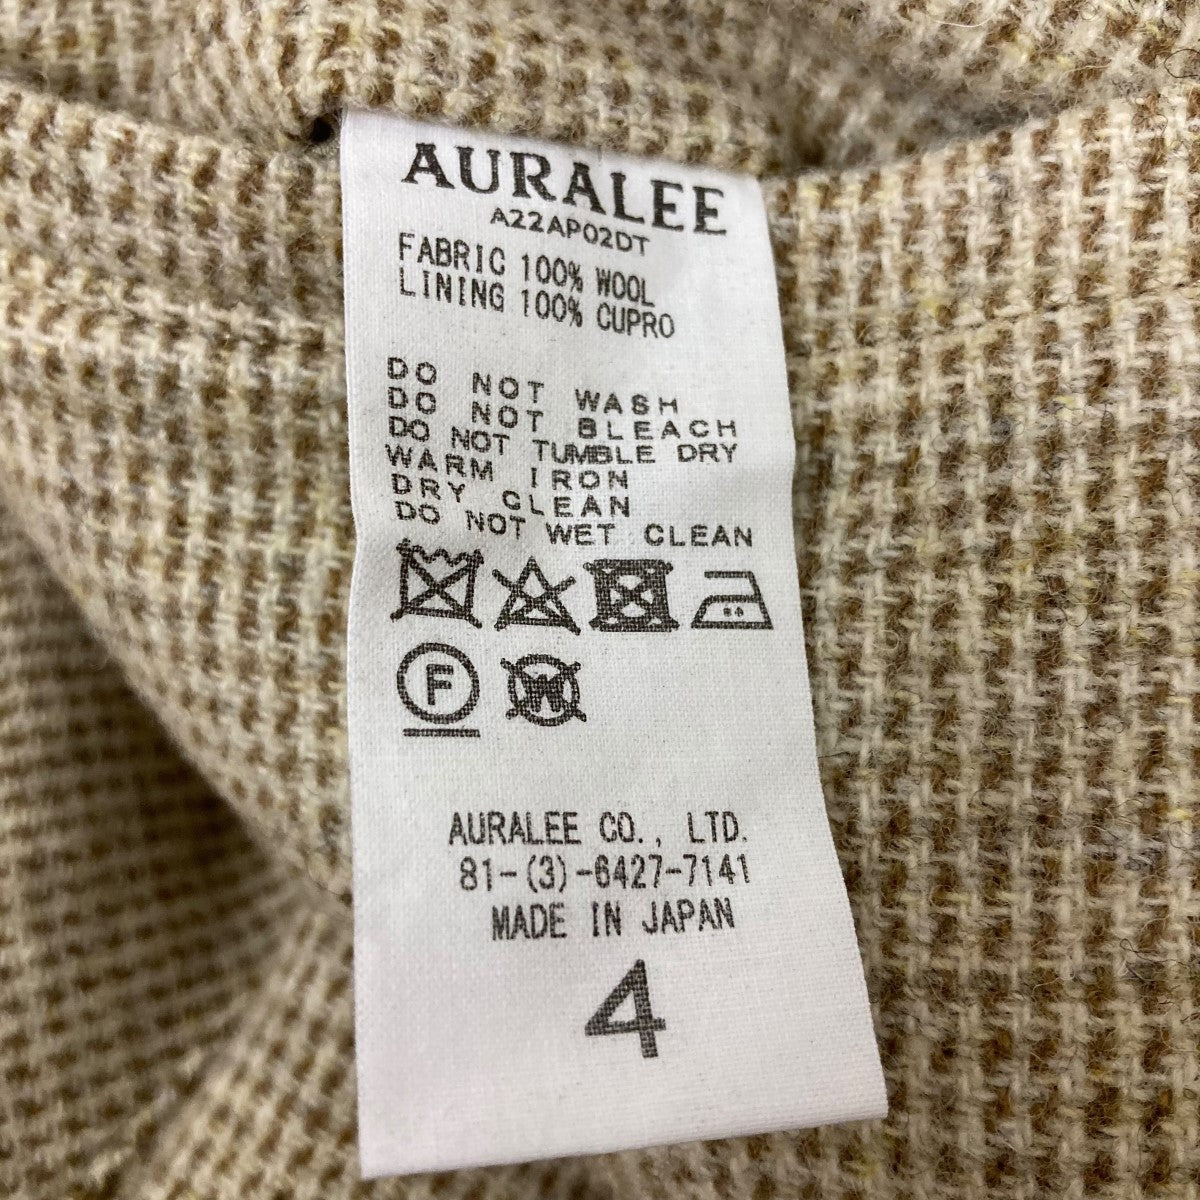 AURALEE
A22AP02DT
FABRIC 100% WOOL
LINING 100% CUPRO
DO NOT WASH
DO NOT BLEACH
DO NOT TUMBLE DRY
WARM IRON
DRY CLEAN
DO NOT WET CLEAN
F W
AURALEE CO., LTD.
81-(3)-6427-7141
MADE IN JAPAN
4